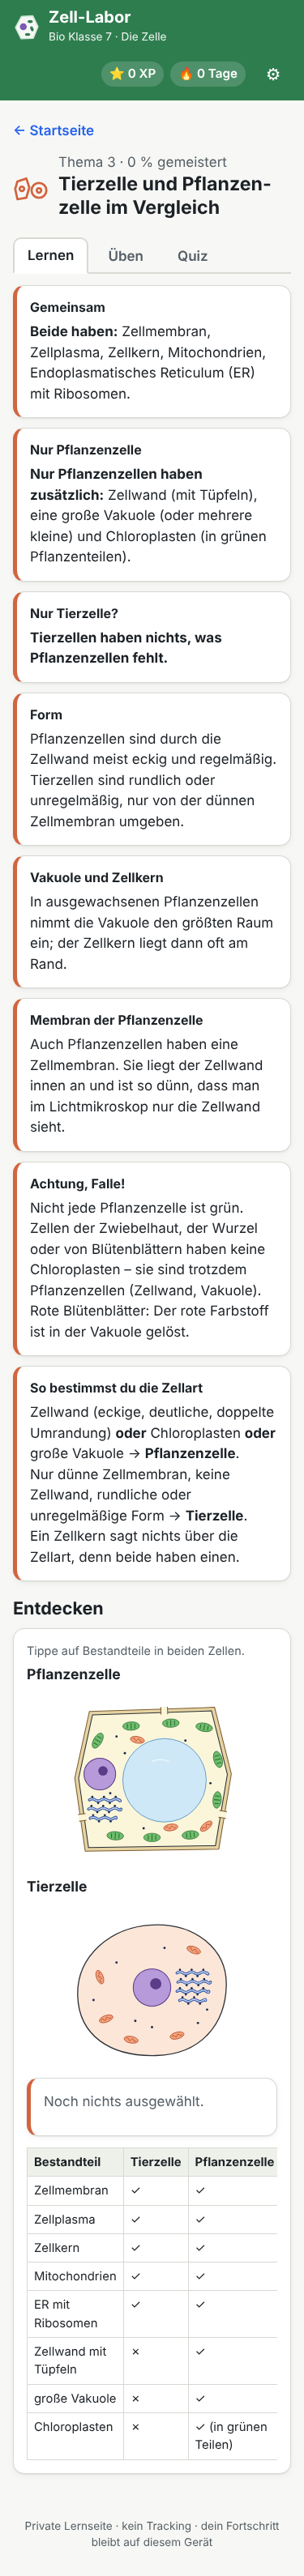 Zell-Labor
Bio Klasse 7 · Die Zelle
⭐ 0 XP 🔥 0 Tage ⚙
← Startseite
Thema 3 · 0 % gemeistert
Tierzelle und Pflanzen-
zelle im Vergleich
Lernen Üben Quiz
Gemeinsam
Beide haben: Zellmembran,
Zellplasma, Zellkern, Mitochondrien,
Endoplasmatisches Reticulum (ER)
mit Ribosomen.
Nur Pflanzenzelle
Nur Pflanzenzellen haben
zusätzlich: Zellwand (mit Tüpfeln),
eine große Vakuole (oder mehrere
kleine) und Chloroplasten (in grünen
Pflanzenteilen).
Nur Tierzelle?
Tierzellen haben nichts, was
Pflanzenzellen fehlt.
Form
Pflanzenzellen sind durch die
Zellwand meist eckig und regelmäßig.
Tierzellen sind rundlich oder
unregelmäßig, nur von der dünnen
Zellmembran umgeben.
Vakuole und Zellkern
In ausgewachsenen Pflanzenzellen
nimmt die Vakuole den größten Raum
ein; der Zellkern liegt dann oft am
Rand.
Membran der Pflanzenzelle
Auch Pflanzenzellen haben eine
Zellmembran. Sie liegt der Zellwand
innen an und ist so dünn, dass man
im Lichtmikroskop nur die Zellwand
sieht.
Achtung, Falle!
Nicht jede Pflanzenzelle ist grün.
Zellen der Zwiebelhaut, der Wurzel
oder von Blütenblättern haben keine
Chloroplasten – sie sind trotzdem
Pflanzenzellen (Zellwand, Vakuole).
Rote Blütenblätter: Der rote Farbstoff
ist in der Vakuole gelöst.
So bestimmst du die Zellart
Zellwand (eckige, deutliche, doppelte
Umrandung) oder Chloroplasten oder
große Vakuole → Pflanzenzelle.
Nur dünne Zellmembran, keine
Zellwand, rundliche oder
unregelmäßige Form → Tierzelle.
Ein Zellkern sagt nichts über die
Zellart, denn beide haben einen.
Entdecken
Tippe auf Bestandteile in beiden Zellen.
Pflanzenzelle
Tierzelle
Noch nichts ausgewählt.
Bestandteil Tierzelle Pflanzenzelle
Zellmembran ✓ ✓
Zellplasma ✓ ✓
Zellkern ✓ ✓
Mitochondrien ✓ ✓
ER mit ✓ ✓
Ribosomen
Zellwand mit × ✓
Tüpfeln
große Vakuole × ✓
Chloroplasten × ✓ (in grünen
Teilen)
Private Lernseite · kein Tracking · dein Fortschritt
bleibt auf diesem Gerät